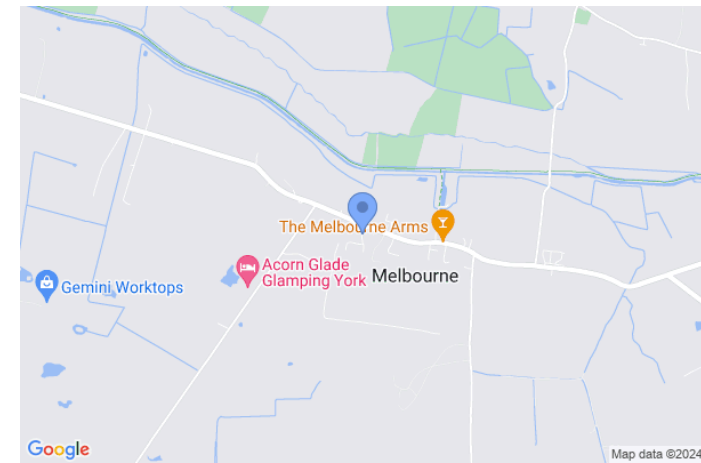 The Melbourne Arms
Acorn Glade
Glamping York
Melbourne
Gemini Worktops
Google
Map data ©2024